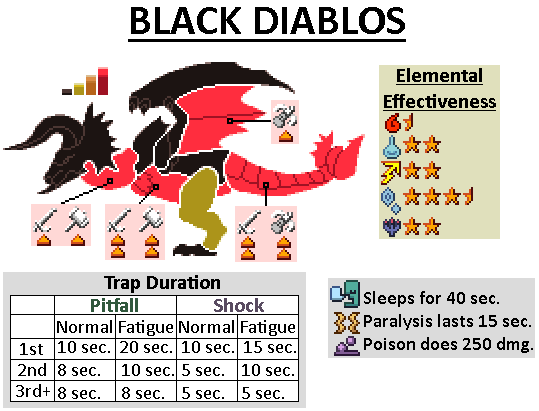 BLACK DIABLOS
Elemental
Effectiveness
Trap Duration
Pitfall Shock
Normal Fatigue Normal Fatigue
1st 10 sec. 20 sec. 10 sec. 15 sec.
2nd 8 sec. 10 sec. 5 sec. 10 sec.
3rd+ 8 sec. 8 sec. 5 sec. 5 sec.
Sleeps for 40 sec.
Paralysis lasts 15 sec.
Poison does 250 dmg.